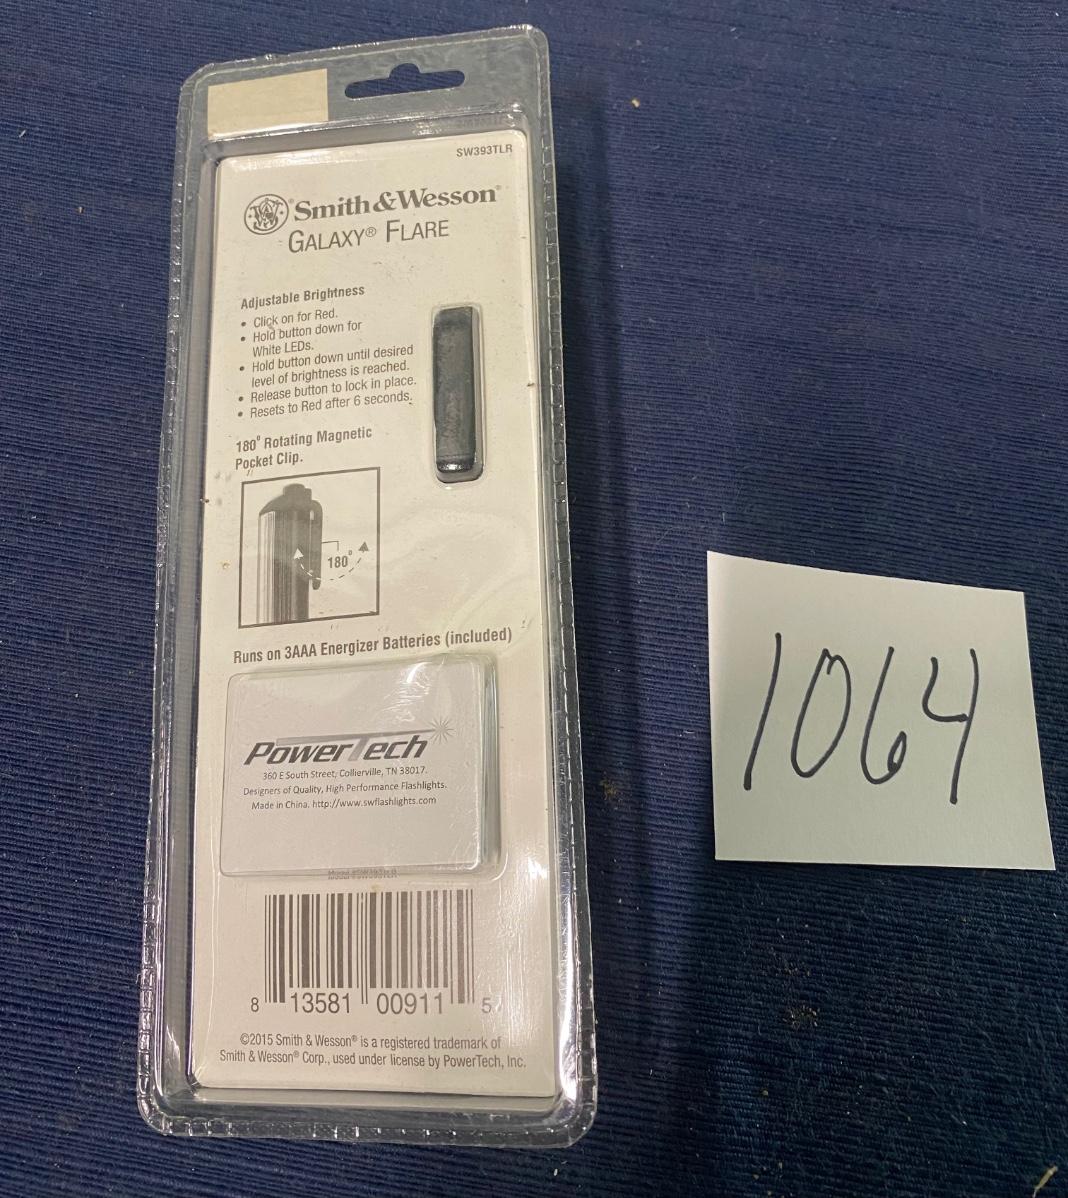 SW393TLR
Smith & Wesson®
GALAXY® FLARE
Adjustable Brightness
• Click on for Red.
• Hold button down for
White LEDs.
• Hold button down until desired
level of brightness is reached.
• Release button to lock in place.
• Resets to Red after 6 seconds.
180° Rotating Magnetic
Pocket Clip.
180°
Runs on 3AAA Energizer Batteries (included)
PowerTech
360 E South Street, Collierville, TN 38017.
Designers of Quality, High Performance Flashlights.
Made in China. http://www.swflashlights.com
Model #SW393TLR
8 13581 00911 5
©2015 Smith & Wesson® is a registered trademark of
Smith & Wesson® Corp., used under license by PowerTech, Inc.
1064